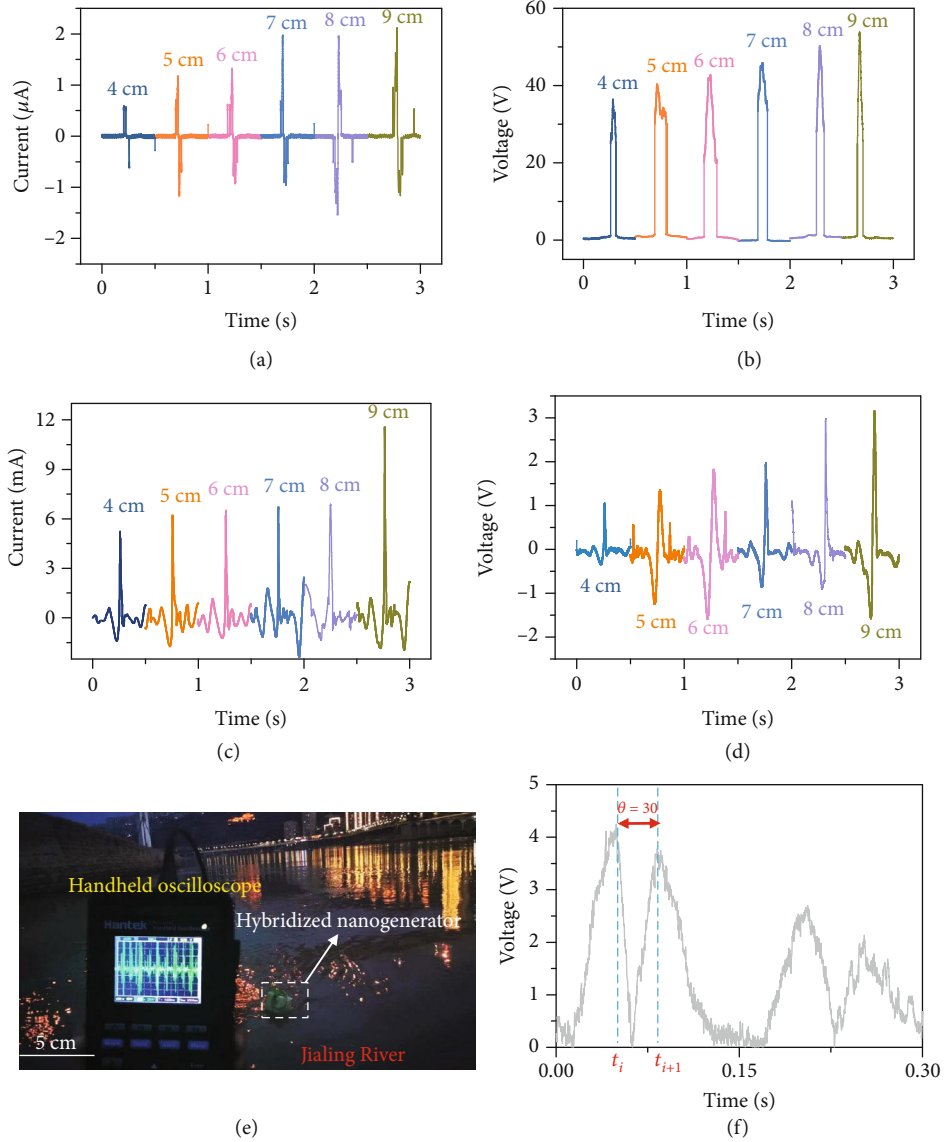 2
1
0
−1
−2
Current (μA)
4 cm
5 cm
6 cm
7 cm
8 cm
9 cm
0
1
2
3
Time (s)
(a)
60
40
20
0
Voltage (V)
4 cm
5 cm
6 cm
7 cm
8 cm
9 cm
0
1
2
3
Time (s)
(b)
12
9
6
3
0
Current (mA)
4 cm
5 cm
6 cm
7 cm
8 cm
9 cm
0
1
2
3
Time (s)
(c)
3
2
1
0
−1
−2
Voltage (V)
4 cm
5 cm
6 cm
7 cm
8 cm
9 cm
0
1
2
3
Time (s)
(d)
Handheld oscilloscope
Hantek
Hybridized nanogenerator
5 cm
Jialing River
(e)
5
4
3
2
1
0
Voltage (V)
θ = 30
t_i
t_{i+1}
0.00
0.15
0.30
Time (s)
(f)